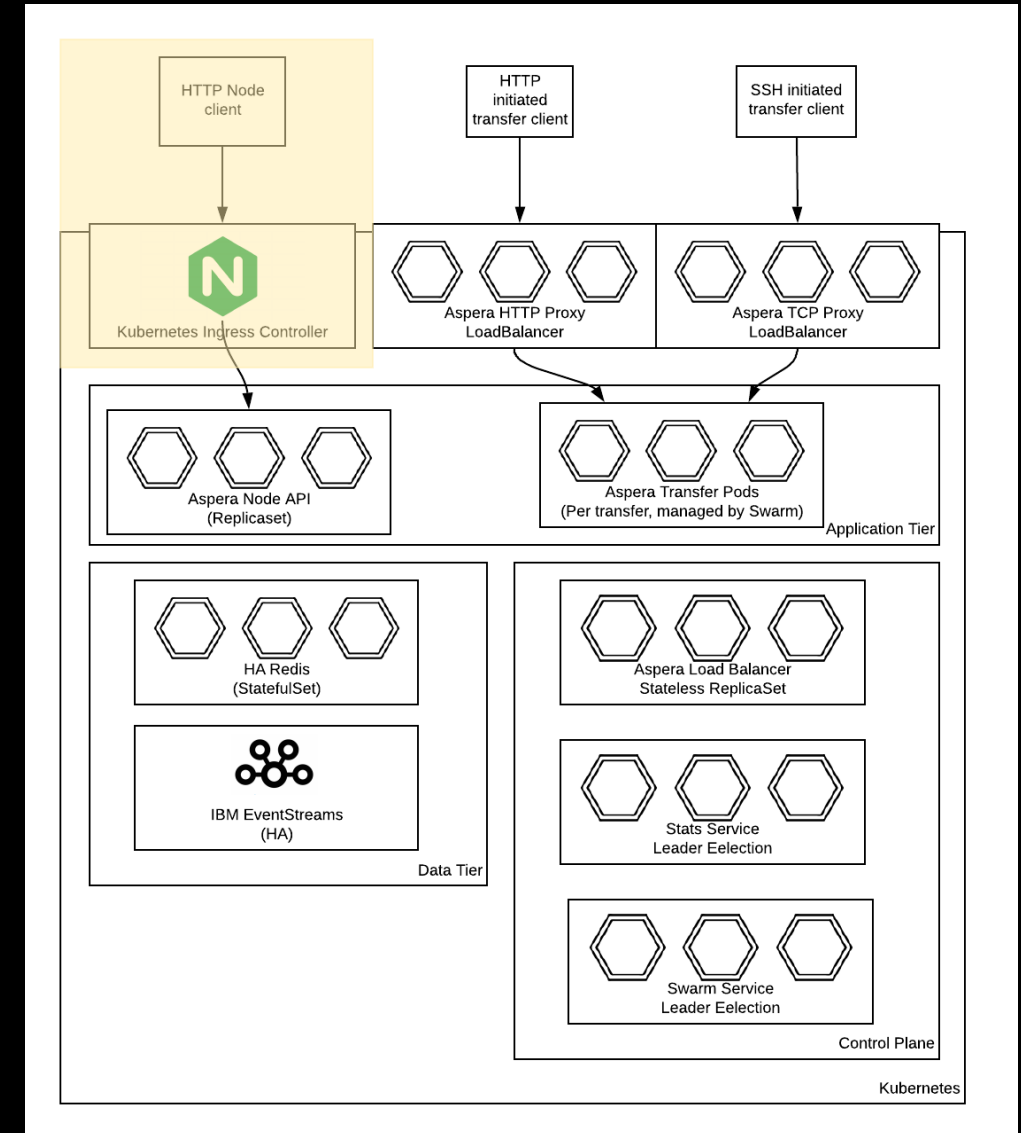 HTTP Node
client
HTTP
initiated
transfer client
SSH initiated
transfer client
N
Kubernetes Ingress Controller
Aspera HTTP Proxy
LoadBalancer
Aspera TCP Proxy
LoadBalancer
Aspera Node API
(Replicaset)
Aspera Transfer Pods
(Per transfer, managed by Swarm)
Application Tier
HA Redis
(StatefulSet)
IBM EventStreams
(HA)
Data Tier
Aspera Load Balancer
Stateless ReplicaSet
Stats Service
Leader Eelection
Swarm Service
Leader Eelection
Control Plane
Kubernetes